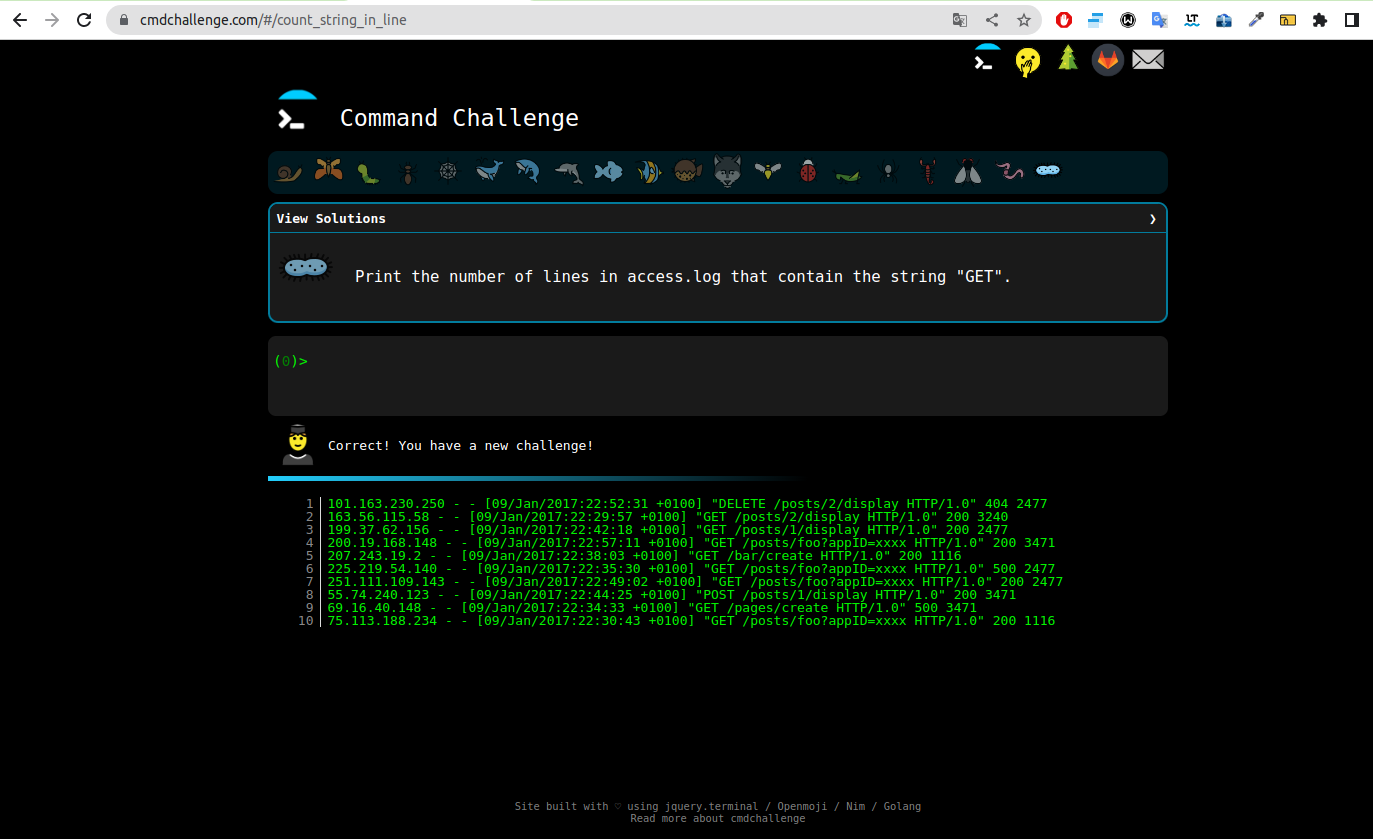 cmdchallenge.com/#/count_string_in_line
LT
Command Challenge
View Solutions ❯
Print the number of lines in access.log that contain the string "GET".
(0)>
Correct! You have a new challenge!
1 101.163.230.250 - - [09/Jan/2017:22:52:31 +0100] "DELETE /posts/2/display HTTP/1.0" 404 2477
2 163.56.115.58 - - [09/Jan/2017:22:29:57 +0100] "GET /posts/2/display HTTP/1.0" 200 3240
3 199.37.62.156 - - [09/Jan/2017:22:42:18 +0100] "GET /posts/1/display HTTP/1.0" 200 2477
4 200.19.168.148 - - [09/Jan/2017:22:57:11 +0100] "GET /posts/foo?appID=xxxx HTTP/1.0" 200 3471
5 207.243.19.2 - - [09/Jan/2017:22:38:03 +0100] "GET /bar/create HTTP/1.0" 200 1116
6 225.219.54.140 - - [09/Jan/2017:22:35:30 +0100] "GET /posts/foo?appID=xxxx HTTP/1.0" 500 2477
7 251.111.109.143 - - [09/Jan/2017:22:49:02 +0100] "GET /posts/foo?appID=xxxx HTTP/1.0" 200 2477
8 55.74.240.123 - - [09/Jan/2017:22:44:25 +0100] "POST /posts/1/display HTTP/1.0" 200 3471
9 69.16.40.148 - - [09/Jan/2017:22:34:33 +0100] "GET /pages/create HTTP/1.0" 500 3471
10 75.113.188.234 - - [09/Jan/2017:22:30:43 +0100] "GET /posts/foo?appID=xxxx HTTP/1.0" 200 1116
Site built with ♡ using jquery.terminal / Openmoji / Nim / Golang
Read more about cmdchallenge